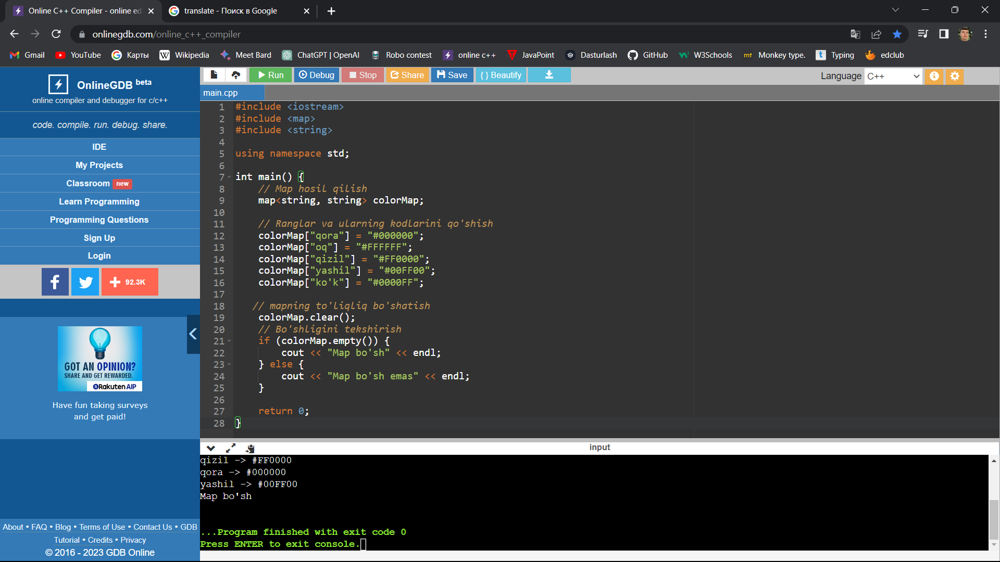 Online C++ Compiler - online ed
translate - Поиск в Google
onlinegdb.com/online_c++_compiler
Gmail YouTube Карты Wikipedia Meet Bard ChatGPT | OpenAI Robo contest online c++ JavaPoint Dasturlash GitHub W3Schools Monkey type. Typing edclub
OnlineGDB beta
online compiler and debugger for c/c++
code. compile. run. debug. share.
IDE
My Projects
Classroom new
Learn Programming
Programming Questions
Sign Up
Login
92.3K
GOT AN OPINION?
SHARE AND GET REWARDED.
Rakuten AIP
Have fun taking surveys
and get paid!
About • FAQ • Blog • Terms of Use • Contact Us • GDB
Tutorial • Credits • Privacy
© 2016 - 2023 GDB Online
Run Debug Stop Share Save { } Beautify
Language C++
main.cpp
1 #include <iostream>
2 #include <map>
3 #include <string>
4
5 using namespace std;
6
7 int main() {
8     // Map hosil qilish
9     map<string, string> colorMap;
10
11     // Ranglar va ularning kodlarini qo'shish
12     colorMap["qora"] = "#000000";
13     colorMap["oq"] = "#FFFFFF";
14     colorMap["qizil"] = "#FF0000";
15     colorMap["yashil"] = "#00FF00";
16     colorMap["ko'k"] = "#0000FF";
17
18    // mapning to'liqliq bo'shatish
19     colorMap.clear();
20     // Bo'shligini tekshirish
21     if (colorMap.empty()) {
22         cout << "Map bo'sh" << endl;
23     } else {
24         cout << "Map bo'sh emas" << endl;
25     }
26
27     return 0;
28 }
input
qizil -> #FF0000
qora -> #000000
yashil -> #00FF00
Map bo'sh
...Program finished with exit code 0
Press ENTER to exit console.